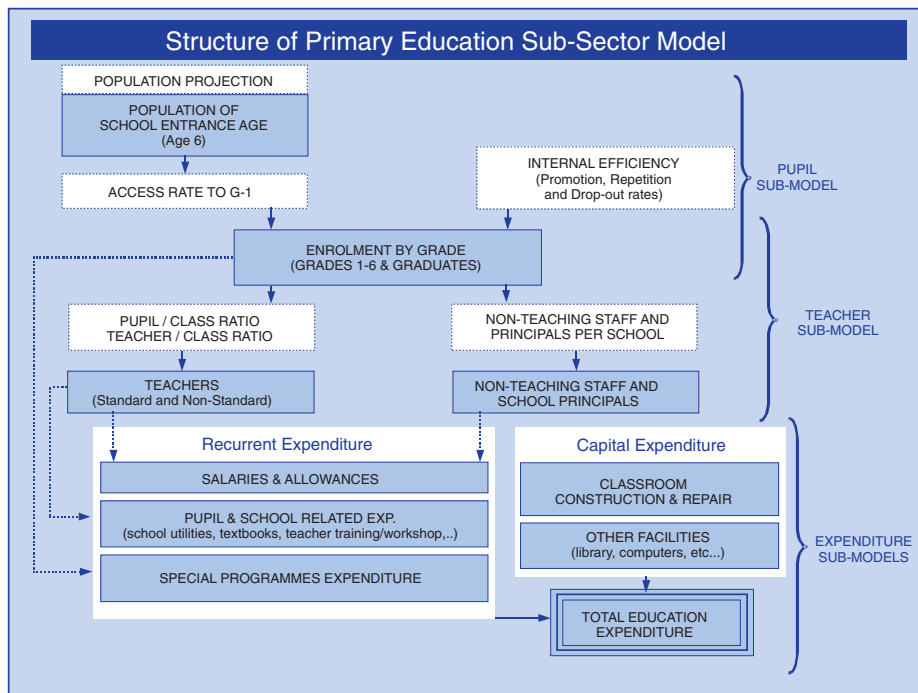 Structure of Primary Education Sub-Sector Model
POPULATION PROJECTION
POPULATION OF
SCHOOL ENTRANCE AGE
(Age 6)
ACCESS RATE TO G-1
INTERNAL EFFICIENCY
(Promotion, Repetition
and Drop-out rates)
PUPIL
SUB-MODEL
ENROLMENT BY GRADE
(GRADES 1-6 & GRADUATES)
PUPIL / CLASS RATIO
TEACHER / CLASS RATIO
NON-TEACHING STAFF AND
PRINCIPALS PER SCHOOL
TEACHER
SUB-MODEL
TEACHERS
(Standard and Non-Standard)
NON-TEACHING STAFF AND
SCHOOL PRINCIPALS
Recurrent Expenditure
SALARIES & ALLOWANCES
PUPIL & SCHOOL RELATED EXP.
(school utilities, textbooks, teacher training/workshop,..)
SPECIAL PROGRAMMES EXPENDITURE
Capital Expenditure
CLASSROOM
CONSTRUCTION & REPAIR
OTHER FACILITIES
(library, computers, etc...)
EXPENDITURE
SUB-MODELS
TOTAL EDUCATION
EXPENDITURE